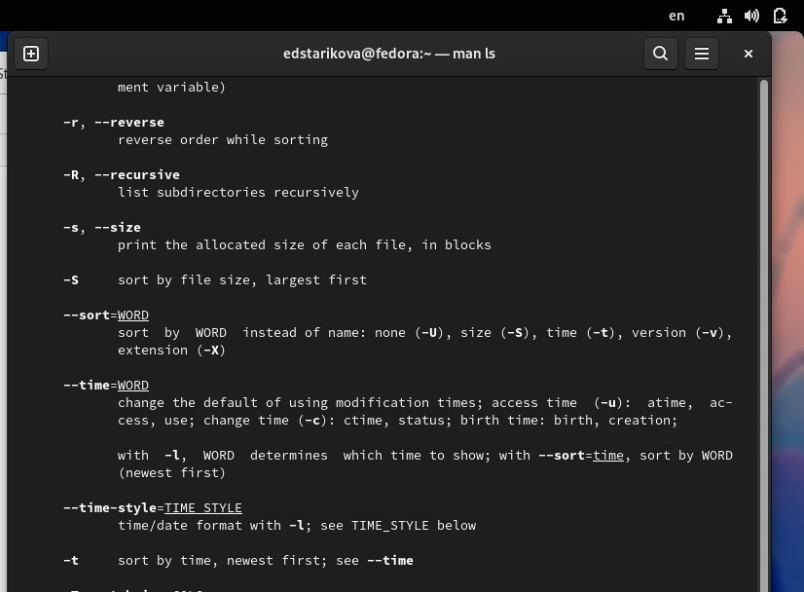 en
edstarikova@fedora:~ — man ls
St
ment variable)
-r, --reverse
reverse order while sorting
-R, --recursive
list subdirectories recursively
-s, --size
print the allocated size of each file, in blocks
-S sort by file size, largest first
--sort=WORD
sort by WORD instead of name: none (-U), size (-S), time (-t), version (-v),
extension (-X)
--time=WORD
change the default of using modification times; access time (-u): atime, ac-
cess, use; change time (-c): ctime, status; birth time: birth, creation;
with -l, WORD determines which time to show; with --sort=time, sort by WORD
(newest first)
--time-style=TIME_STYLE
time/date format with -l; see TIME_STYLE below
-t sort by time, newest first; see --time